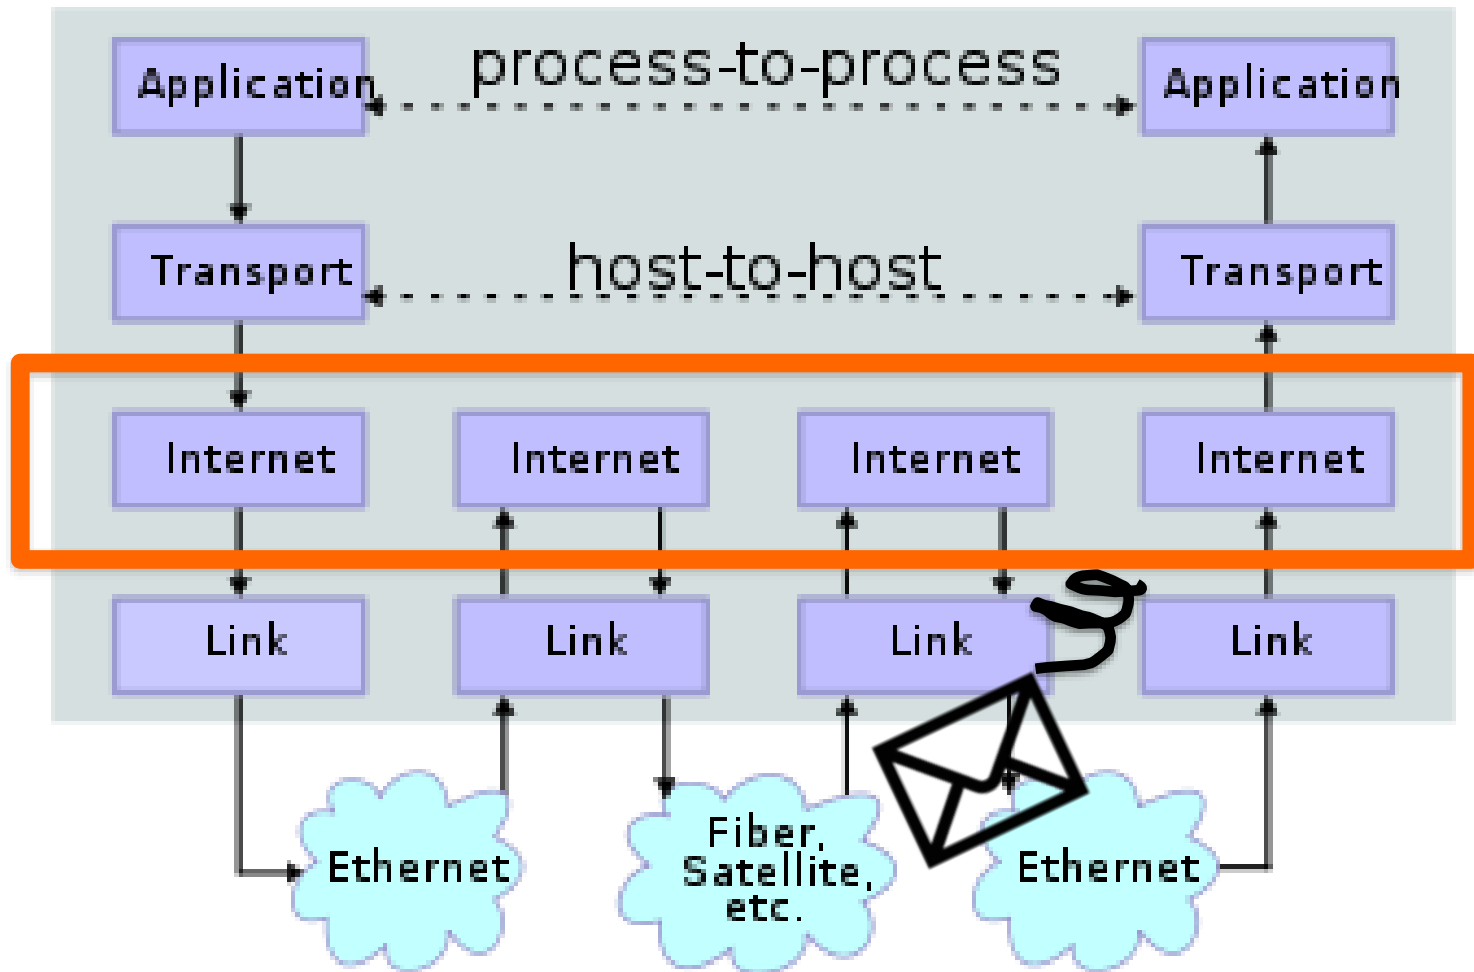 process-to-process
Application
Application
host-to-host
Transport
Transport
Internet
Internet
Internet
Internet
Link
Link
Link
Link
Ethernet
Fiber,
Satellite,
etc.
Ethernet